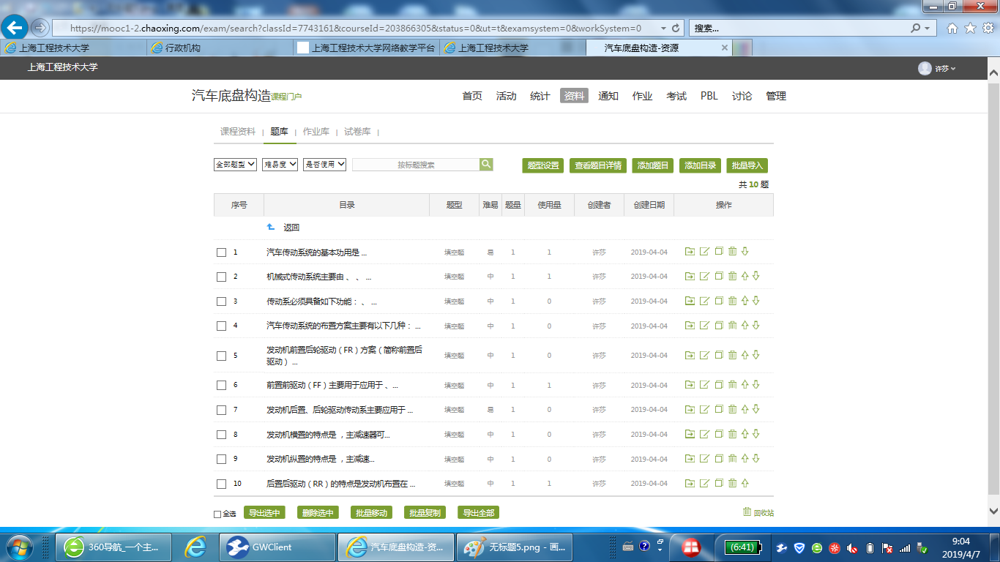 https://mooc1-2.chaoxing.com/exam/search?classId=7743161&courseId=203866305&status=0&ut=t&examsystem=0&workSystem=0
搜索...
上海工程技术大学
行政机构
上海工程技术大学网络教学平台
上海工程技术大学
汽车底盘构造-资源
上海工程技术大学
许莎
汽车底盘构造课程门户
首页 活动 统计 资料 通知 作业 考试 PBL 讨论 管理
课程资料 | 题库 | 作业库 | 试卷库 |
全部题型 难易度 是否使用 按标题搜索 题型设置 查看题目详情 添加题目 添加目录 批量导入
共 10 题
序号 目录 题型 难易 题量 使用量 创建者 创建日期 操作
返回
1 汽车传动系统的基本功用是 ... 填空题 易 1 1 许莎 2019-04-04
2 机械式传动系统主要由 、 、 ... 填空题 中 1 1 许莎 2019-04-04
3 传动系必须具备如下功能： 、 ... 填空题 中 1 0 许莎 2019-04-04
4 汽车传动系统的布置方案主要有以下几种： ... 填空题 中 1 0 许莎 2019-04-04
5 发动机前置后轮驱动（FR）方案（简称前置后
驱动） ... 填空题 中 1 0 许莎 2019-04-04
6 前置前驱动（FF）主要用于应用于 、... 填空题 中 1 1 许莎 2019-04-04
7 发动机后置、后轮驱动传动系主要应用于 ... 填空题 易 1 0 许莎 2019-04-04
8 发动机横置的特点是 ，主减速器可... 填空题 中 1 0 许莎 2019-04-04
9 发动机纵置的特点是 ，主减速... 填空题 中 1 0 许莎 2019-04-04
10 后置后驱动（RR）的特点是发动机布置在 ... 填空题 中 1 1 许莎 2019-04-04
全选 导出选中 删除选中 批量移动 批量复制 导出全部 回收站
360导航_一个主... GWClient 汽车底盘构造-资... 无标题5.png - 画... (6:41) 9:04
2019/4/7